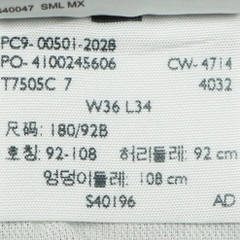 S40047 SML MX
PC9-00501-2028
PO-4100245606 CW-4714
T7505C 7 4032
W36 L34
尺码: 180/92B
호칭: 92-108 허리둘레: 92 cm
엉덩이둘레: 108 cm
S40196 AD